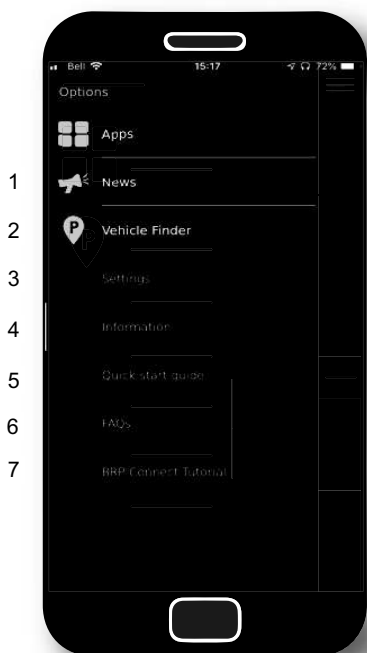 Bell 15:17 72%
Options
Apps
1 News
2 P Vehicle Finder
3 Settings
4 Information
5 Quick start guide
6 FAQs
7 RRP Connect Tutorial